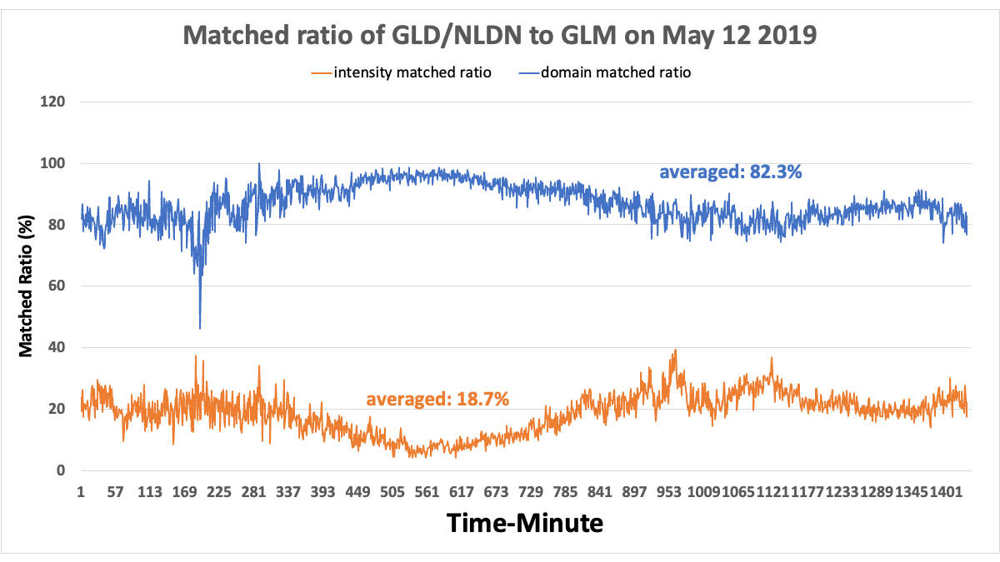 Matched ratio of GLD/NLDN to GLM on May 12 2019
intensity matched ratio domain matched ratio
120
100
averaged: 82.3%
80
60
40
averaged: 18.7%
20
0
Matched Ratio (%)
1 57 113 169 225 281 337 393 449 505 561 617 673 729 785 841 897 953 1009 1065 1121 1177 1233 1289 1345 1401
Time-Minute